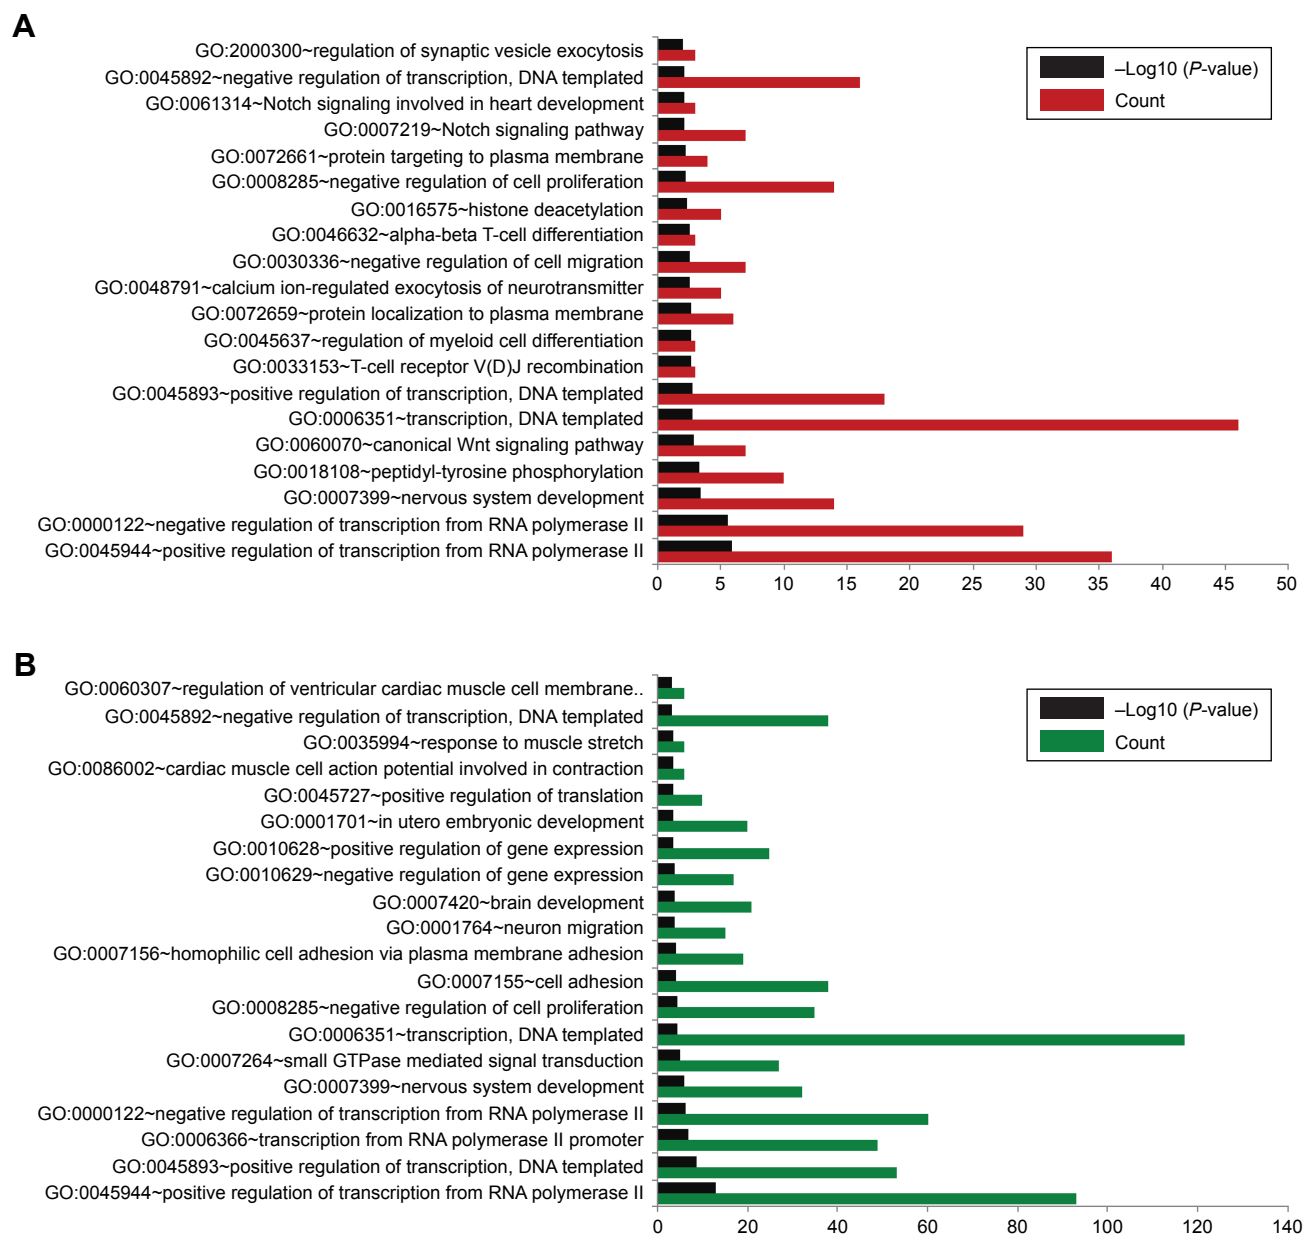 A
GO:2000300~regulation of synaptic vesicle exocytosis
GO:0045892~negative regulation of transcription, DNA templated
GO:0061314~Notch signaling involved in heart development
GO:0007219~Notch signaling pathway
GO:0072661~protein targeting to plasma membrane
GO:0008285~negative regulation of cell proliferation
GO:0016575~histone deacetylation
GO:0046632~alpha-beta T-cell differentiation
GO:0030336~negative regulation of cell migration
GO:0048791~calcium ion-regulated exocytosis of neurotransmitter
GO:0072659~protein localization to plasma membrane
GO:0045637~regulation of myeloid cell differentiation
GO:0033153~T-cell receptor V(D)J recombination
GO:0045893~positive regulation of transcription, DNA templated
GO:0006351~transcription, DNA templated
GO:0060070~canonical Wnt signaling pathway
GO:0018108~peptidyl-tyrosine phosphorylation
GO:0007399~nervous system development
GO:0000122~negative regulation of transcription from RNA polymerase II
GO:0045944~positive regulation of transcription from RNA polymerase II
–Log10 (P-value)
Count
0 5 10 15 20 25 30 35 40 45 50
B
GO:0060307~regulation of ventricular cardiac muscle cell membrane..
GO:0045892~negative regulation of transcription, DNA templated
GO:0035994~response to muscle stretch
GO:0086002~cardiac muscle cell action potential involved in contraction
GO:0045727~positive regulation of translation
GO:0001701~in utero embryonic development
GO:0010628~positive regulation of gene expression
GO:0010629~negative regulation of gene expression
GO:0007420~brain development
GO:0001764~neuron migration
GO:0007156~homophilic cell adhesion via plasma membrane adhesion
GO:0007155~cell adhesion
GO:0008285~negative regulation of cell proliferation
GO:0006351~transcription, DNA templated
GO:0007264~small GTPase mediated signal transduction
GO:0007399~nervous system development
GO:0000122~negative regulation of transcription from RNA polymerase II
GO:0006366~transcription from RNA polymerase II promoter
GO:0045893~positive regulation of transcription, DNA templated
GO:0045944~positive regulation of transcription from RNA polymerase II
–Log10 (P-value)
Count
0 20 40 60 80 100 120 140